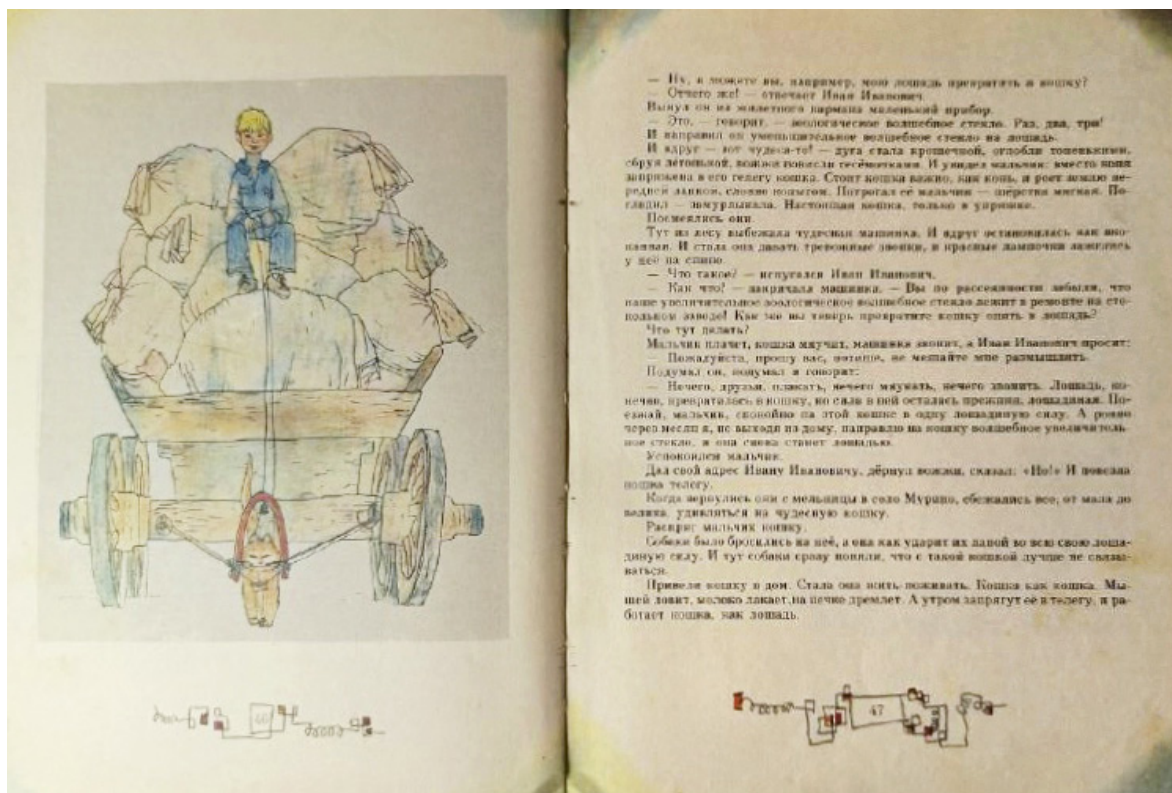 46
— Ну, а можете вы, например, мою лошадь превратить в кошку?
— Отчего же! — отвечает Иван Иванович.
Вынул он из жилетного кармана маленький прибор.
— Это, — говорит, — зоологическое волшебное стекло. Раз, два, три!
И направил он уменьшительное волшебное стекло на лошадь.
И вдруг — вот чудеса-то! — дуга стала крошечной, оглобли тоненькими,
сбруя лёгонькой, вожжи повисли тесёмочками. И увидел мальчик: вместо коня
запряжена в его телегу кошка. Стоит кошка важно, как конь, и роет землю пе-
редней лапкой, словно копытом. Потрогал её мальчик — шёрстка мягкая. По-
гладил — замурлыкала. Настоящая кошка, только в упряжке.
Посмеялись они.
Тут из лесу выбежала чудесная машинка. И вдруг остановилась как вко-
панная. И стала она давать тревожные звонки, и красные лампочки зажглись
у неё на спине.
— Что такое? — испугался Иван Иванович.
— Как что? — закричала машинка. — Вы по рассеянности забыли, что
наше увеличительное зоологическое волшебное стекло лежит в ремонте на сте-
кольном заводе! Как же вы теперь превратите кошку опять в лошадь?
Что тут делать?
Мальчик плачет, кошка мяучит, машинка звонит, а Иван Иванович просит:
— Пожалуйста, прошу вас, потише, не мешайте мне размышлять.
Подумал он, подумал и говорит:
— Нечего, друзья, плакать, нечего мяукать, нечего звонить. Лошадь, ко-
нечно, превратилась в кошку, но сила в ней осталась прежняя, лошадиная. По-
езжай, мальчик, спокойно на этой кошке в одну лошадиную силу. А ровно
через месяц я, не выходя из дому, направлю на кошку волшебное увеличитель-
ное стекло, и она снова станет лошадью.
Успокоился мальчик.
Дал свой адрес Ивану Ивановичу, дёрнул вожжи, сказал: «Но!» И повезла
кошка телегу.
Когда вернулись они с мельницы в село Мурино, сбежались все, от мала до
велика, удивляться на чудесную кошку.
Распряг мальчик кошку.
Собаки было бросились на неё, а она как ударит их лапой во всю свою лоша-
диную силу. И тут собаки сразу поняли, что с такой кошкой лучше не связы-
ваться.
Привели кошку в дом. Стала она жить-поживать. Кошка как кошка. Мы-
шей ловит, молоко лакает, на печке дремлет. А утром запрягут её в телегу, и ра-
ботает кошка, как лошадь.
47